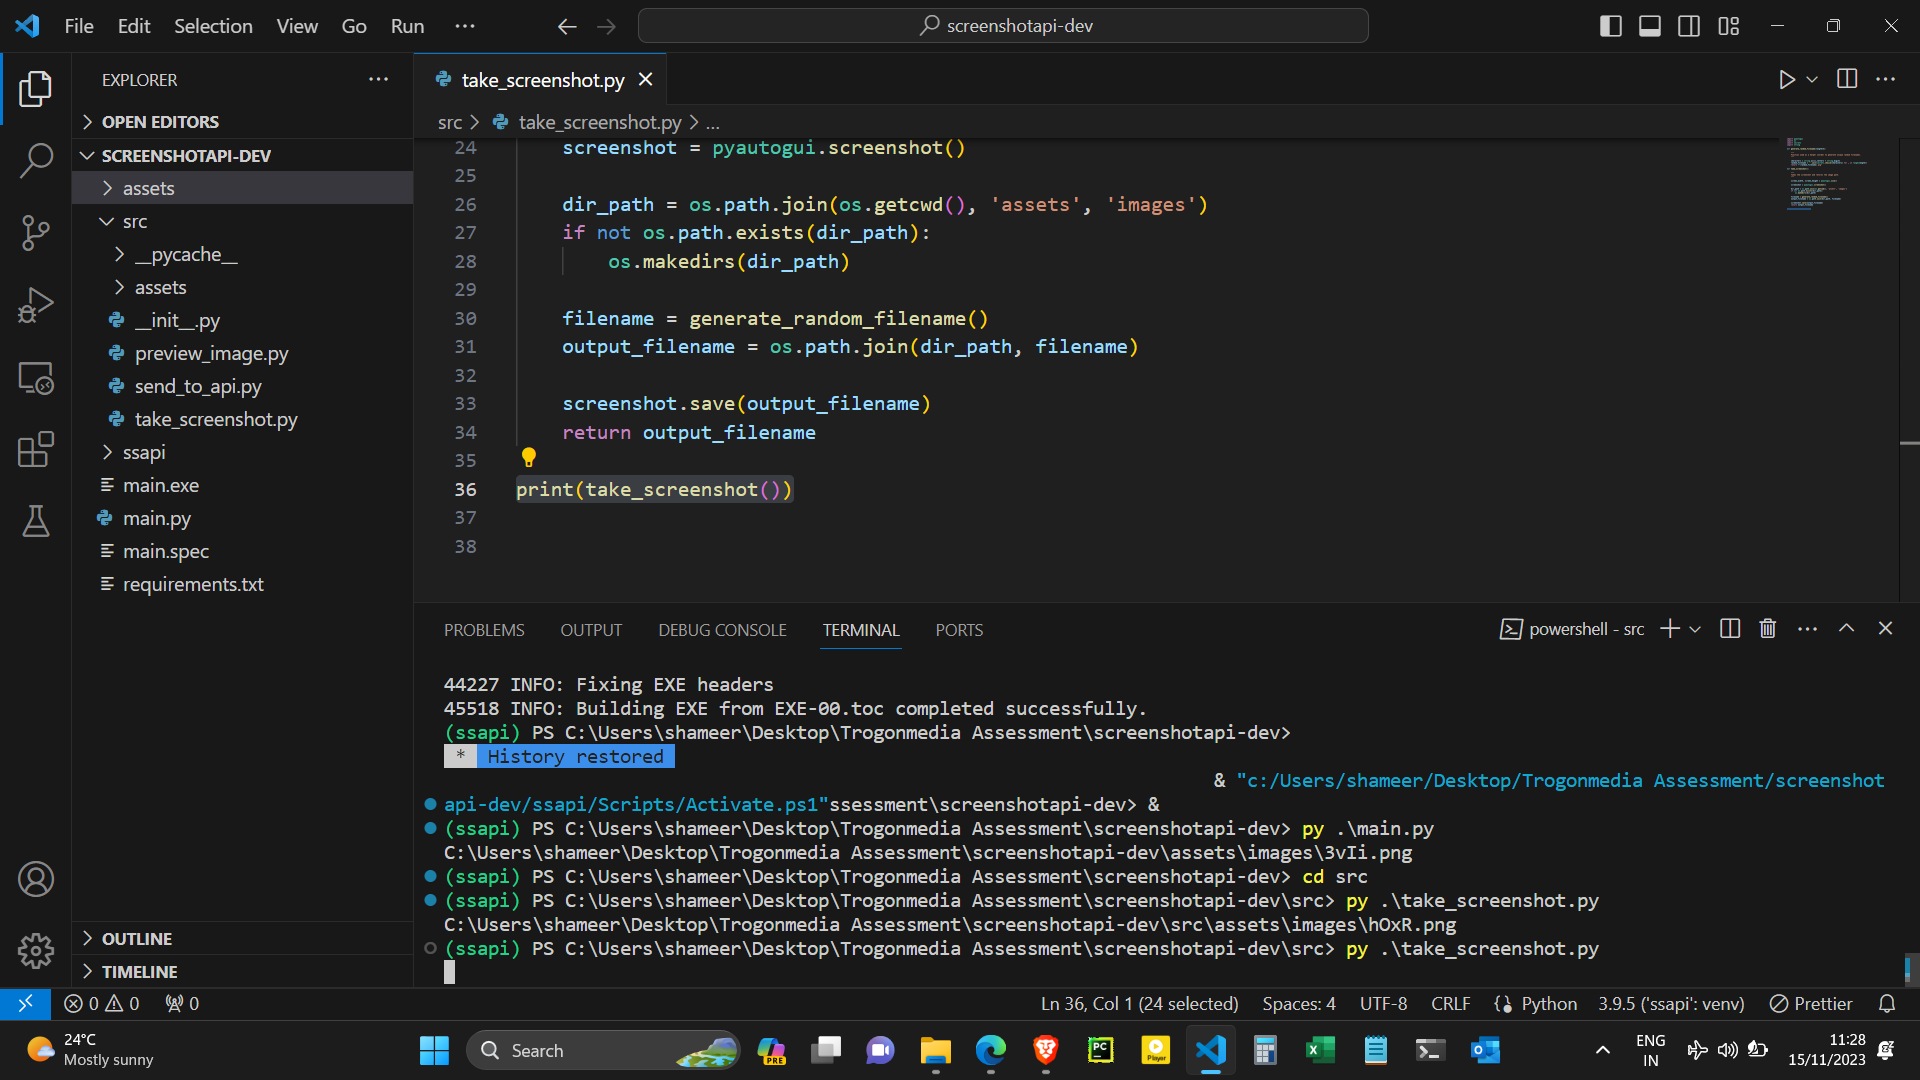 File Edit Selection View Go Run ...
screenshotapi-dev
EXPLORER
OPEN EDITORS
SCREENSHOTAPI-DEV
assets
src
__pycache__
assets
__init__.py
preview_image.py
send_to_api.py
take_screenshot.py
ssapi
main.exe
main.py
main.spec
requirements.txt
OUTLINE
TIMELINE
take_screenshot.py
src > take_screenshot.py > ...
24 screenshot = pyautogui.screenshot()
25
26 dir_path = os.path.join(os.getcwd(), 'assets', 'images')
27 if not os.path.exists(dir_path):
28 os.makedirs(dir_path)
29
30 filename = generate_random_filename()
31 output_filename = os.path.join(dir_path, filename)
32
33 screenshot.save(output_filename)
34 return output_filename
35
36 print(take_screenshot())
37
38
PROBLEMS OUTPUT DEBUG CONSOLE TERMINAL PORTS
powershell - src
44227 INFO: Fixing EXE headers
45518 INFO: Building EXE from EXE-00.toc completed successfully.
(ssapi) PS C:\Users\shameer\Desktop\Trogonmedia Assessment\screenshotapi-dev>
* History restored
& "c:/Users/shameer/Desktop/Trogonmedia Assessment/screenshot
api-dev/ssapi/Scripts/Activate.ps1"ssessment\screenshotapi-dev> &
(ssapi) PS C:\Users\shameer\Desktop\Trogonmedia Assessment\screenshotapi-dev> py .\main.py
C:\Users\shameer\Desktop\Trogonmedia Assessment\screenshotapi-dev\assets\images\3vIi.png
(ssapi) PS C:\Users\shameer\Desktop\Trogonmedia Assessment\screenshotapi-dev> cd src
(ssapi) PS C:\Users\shameer\Desktop\Trogonmedia Assessment\screenshotapi-dev\src> py .\take_screenshot.py
C:\Users\shameer\Desktop\Trogonmedia Assessment\screenshotapi-dev\src\assets\images\hOxR.png
(ssapi) PS C:\Users\shameer\Desktop\Trogonmedia Assessment\screenshotapi-dev\src> py .\take_screenshot.py
0 0 0
Ln 36, Col 1 (24 selected) Spaces: 4 UTF-8 CRLF Python 3.9.5 ('ssapi': venv) Prettier
24°C
Mostly sunny
Search
PRE
PC
Player
ENG
IN
11:28
15/11/2023